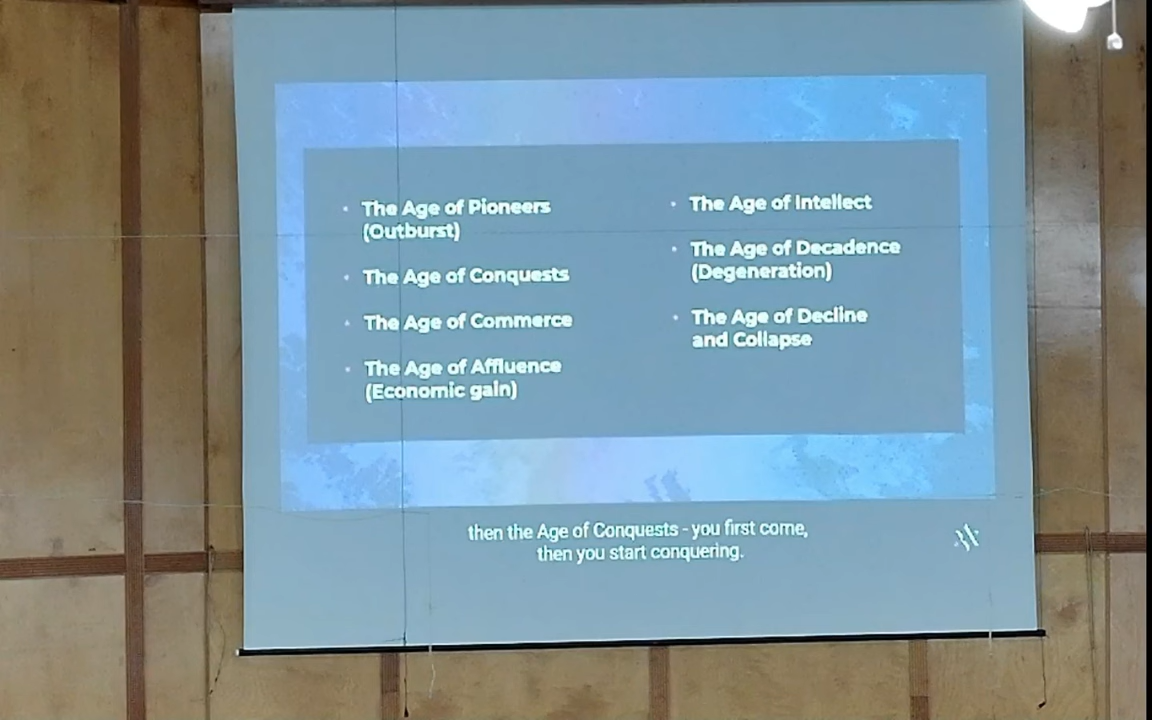 The Age of Pioneers
(Outburst)
The Age of Conquests
The Age of Commerce
The Age of Affluence
(Economic gain)
The Age of Intellect
The Age of Decadence
(Degeneration)
The Age of Decline
and Collapse
then the Age of Conquests - you first come,
then you start conquering.